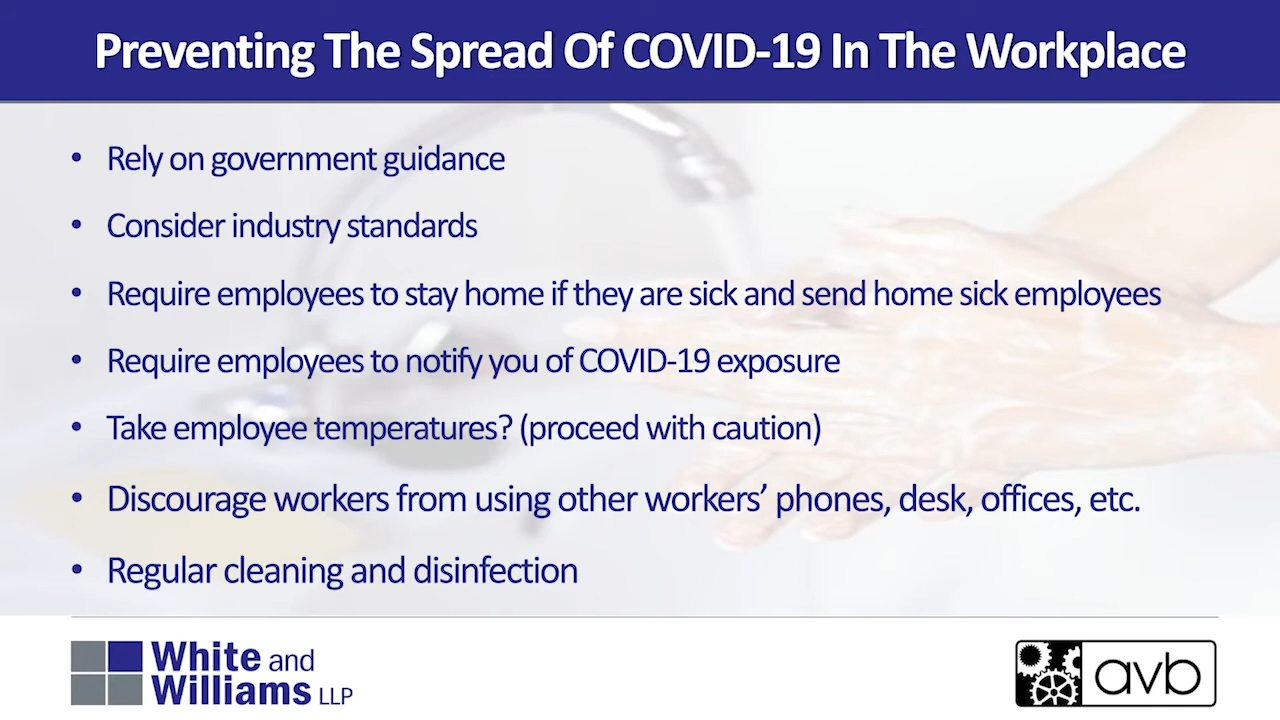 Preventing The Spread Of COVID-19 In The Workplace
• Rely on government guidance
• Consider industry standards
• Require employees to stay home if they are sick and send home sick employees
• Require employees to notify you of COVID-19 exposure
• Take employee temperatures? (proceed with caution)
• Discourage workers from using other workers’ phones, desk, offices, etc.
• Regular cleaning and disinfection
White and
Williams LLP
avb